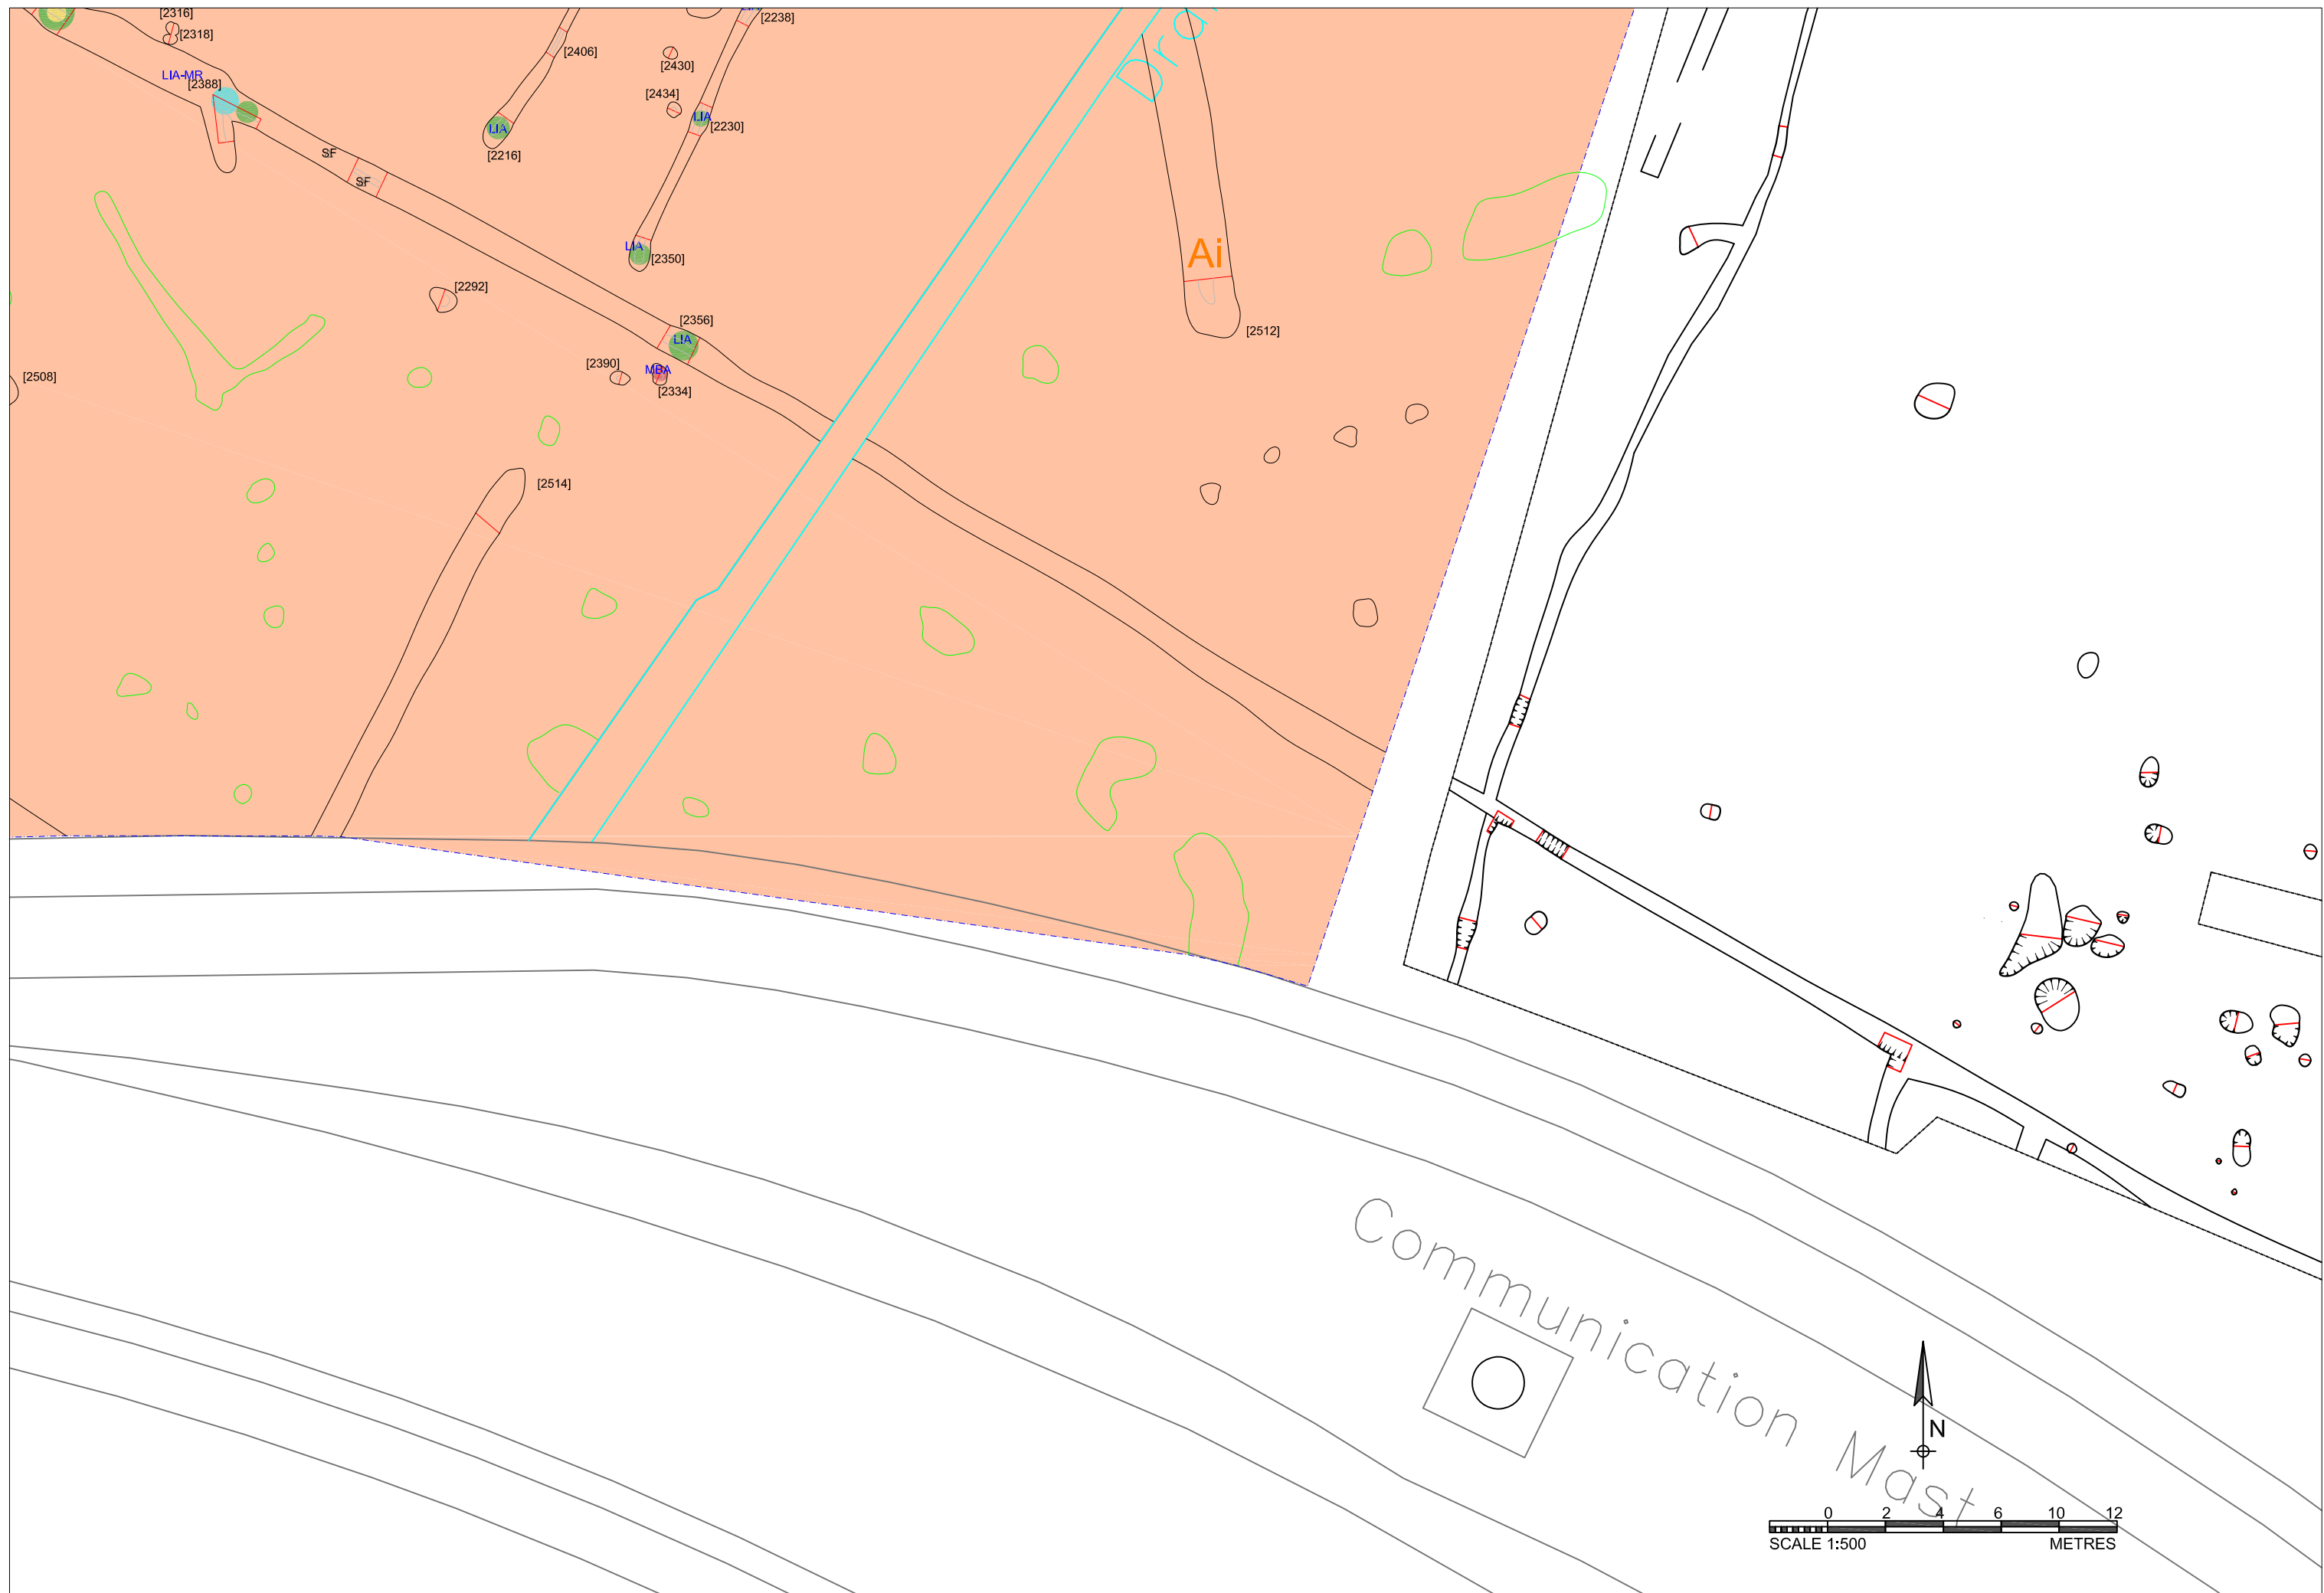 [2316]
LIA
[2238]
[2318]
[2406]
[2430]
LIA-MR
[2388]
[2434]
LIA
[2216]
LIA
[2230]
SF
SF
Ai
LIA
[2350]
[2292]
[2512]
[2356]
LIA
[2390]
MBA
[2334]
[2508]
[2514]
Communication Mast
N
0 2 4 6 10 12
SCALE 1:500 METRES